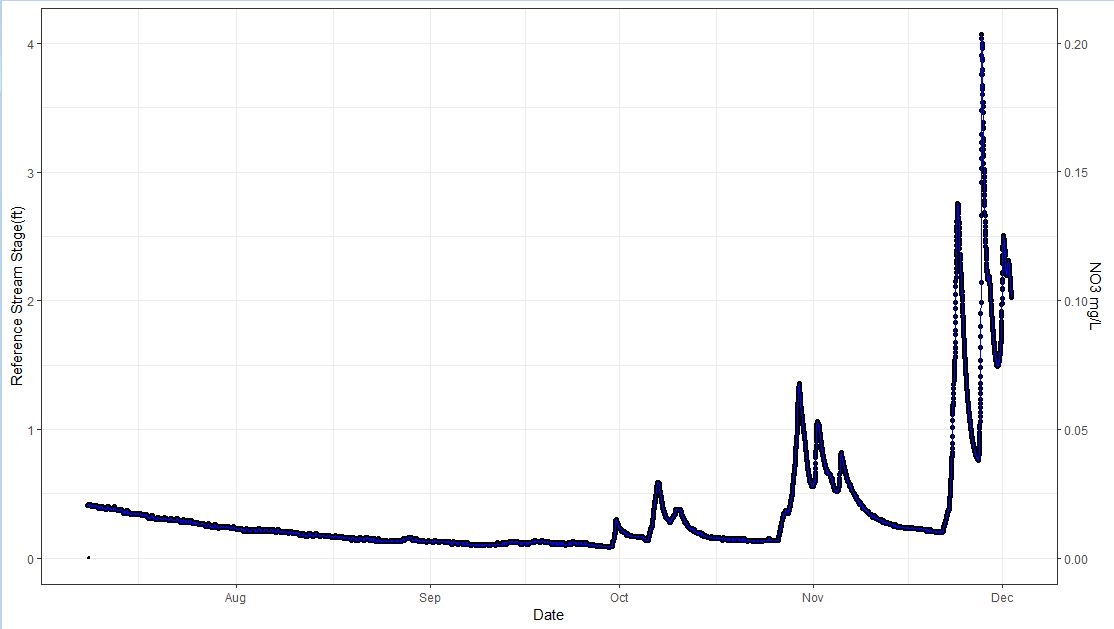 4
3
2
1
0
Reference Stream Stage(ft)
0.20
0.15
0.10
0.05
0.00
NO3 mg/L
Aug Sep Oct Nov Dec
Date